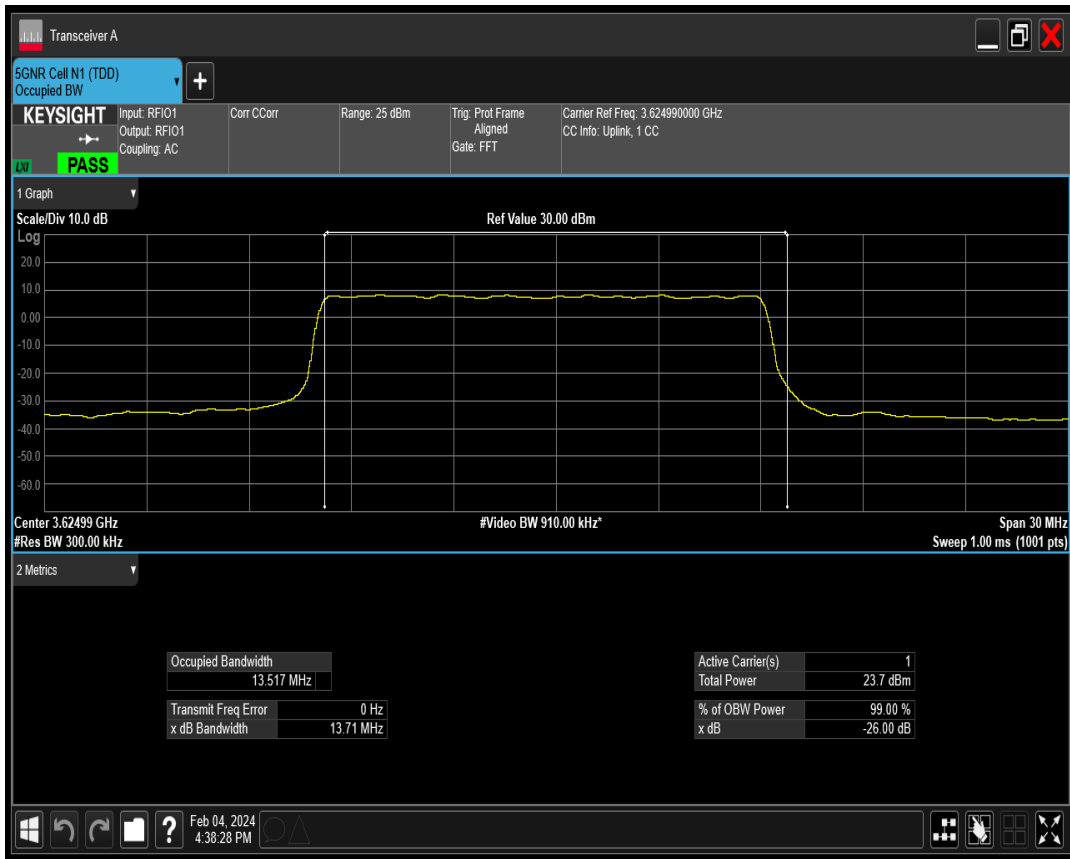 Transceiver A
5GNR Cell N1 (TDD)
Occupied BW
+
KEYSIGHT
LXI
PASS
Input: RFIO1
Output: RFIO1
Coupling: AC
Corr CCorr
Range: 25 dBm
Trig: Prot Frame
Aligned
Gate: FFT
Carrier Ref Freq: 3.624990000 GHz
CC Info: Uplink, 1 CC
1 Graph
Scale/Div 10.0 dB
Ref Value 30.00 dBm
Log
20.0
10.0
0.00
-10.0
-20.0
-30.0
-40.0
-50.0
-60.0
Center 3.62499 GHz
#Video BW 910.00 kHz*
Span 30 MHz
#Res BW 300.00 kHz
Sweep 1.00 ms (1001 pts)
2 Metrics
Occupied Bandwidth
13.517 MHz
Transmit Freq Error 0 Hz
x dB Bandwidth 13.71 MHz
Active Carrier(s) 1
Total Power 23.7 dBm
% of OBW Power 99.00 %
x dB -26.00 dB
?
Feb 04, 2024
4:38:28 PM